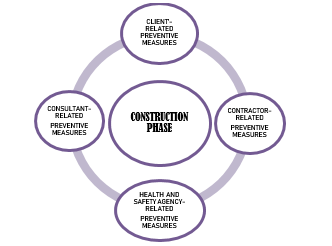 CLIENT'-
RELATED
PREVENTIVE
MEASURES
CONSULTANT-
RELATED
PREVENTIVE
MEASURES
CONSTRUCTION
PHASE
CONTRACTOR-
RELATED
PREVENTIVE
MEASURES
HEALTH AND
SAFETY AGENCY-
RELATED
PREVENTIVE
MEASURES